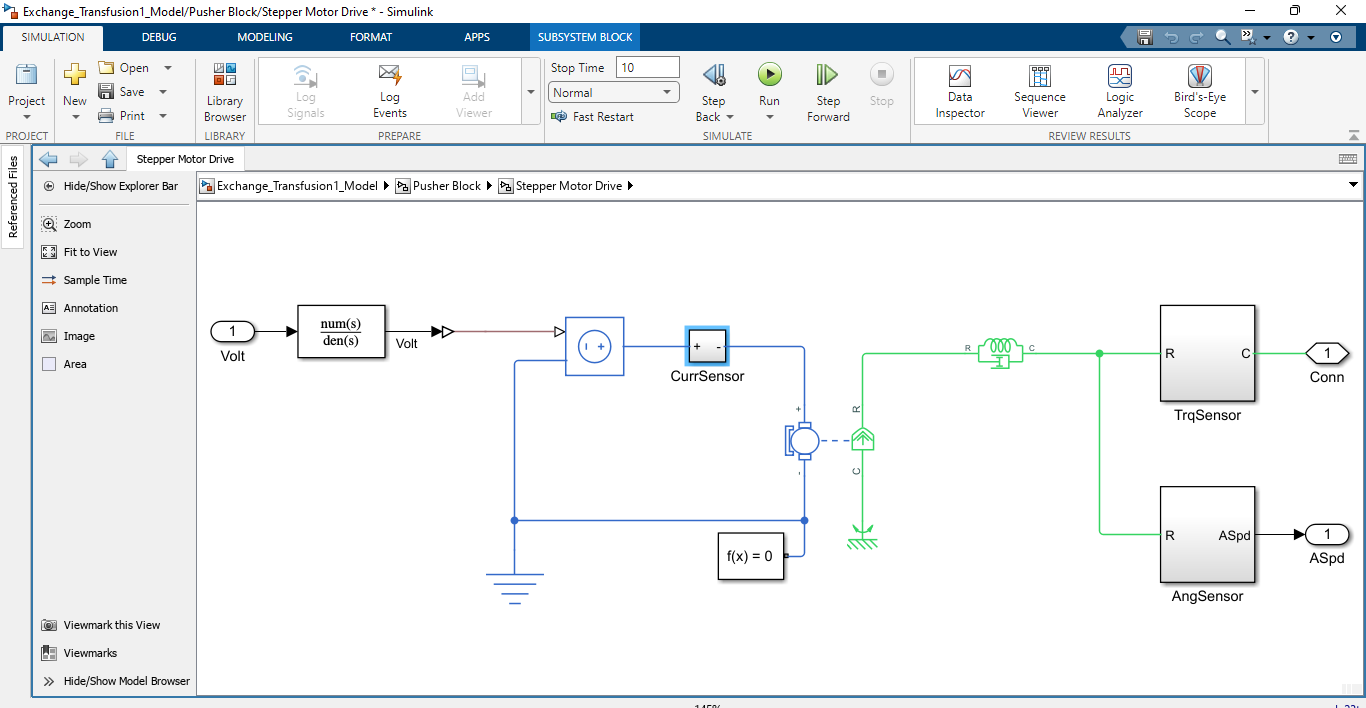 Exchange_Transfusion1_Model/Pusher Block/Stepper Motor Drive * - Simulink
SIMULATION DEBUG MODELING FORMAT APPS SUBSYSTEM BLOCK
Project
New
Open
Save
Print
Library
Browser
Log
Signals
Log
Events
Add
Viewer
Stop Time 10
Normal
Fast Restart
Step
Back
Run
Step
Forward
Stop
Data
Inspector
Sequence
Viewer
Logic
Analyzer
Bird's-Eye
Scope
PROJECT FILE LIBRARY PREPARE SIMULATE REVIEW RESULTS
Referenced Files
Stepper Motor Drive
Hide/Show Explorer Bar
Exchange_Transfusion1_Model Pusher Block Stepper Motor Drive
Zoom
Fit to View
Sample Time
Annotation
Image
Area
Viewmark this View
Viewmarks
Hide/Show Model Browser
1
Volt
num(s)
den(s)
Volt
+ -
CurrSensor
+
-
R
C
f(x) = 0
R C
R C
TrqSensor
1
Conn
R ASpd
AngSensor
1
ASpd